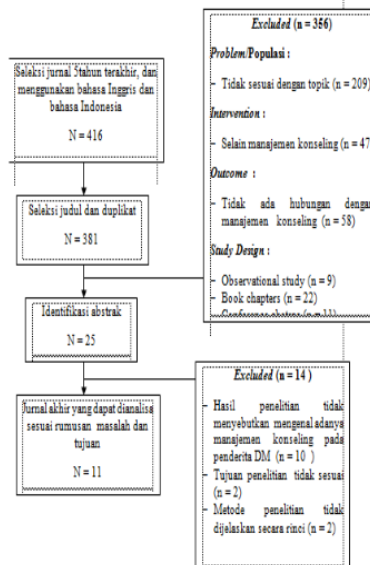 Seleksi jurnal 5tahun terakhir, dan
menggunakan bahasa Inggris dan
bahasa Indonesia
N = 416
Seleksi judul dan duplikat
N = 381
Identifikasi abstrak
N = 25
Jurnal akhir yang dapat dianalisa
sesuai rumusan masalah dan
tujuan
N = 11
Excluded (n = 356)
Problem/Populasi :
- Tidak sesuai dengan topik (n = 209)
Intervention :
- Selain manajemen konseling (n = 47
Outcome :
- Tidak ada hubungan dengan
manajemen konseling (n = 58)
Study Design :
- Observational study (n = 9)
- Book chapters (n = 22)
Excluded (n = 14 )
- Hasil penelitian tidak
menyebutkan mengenai adanya
manajemen konseling pada
penderita DM (n = 10 )
- Tujuan penelitian tidak sesuai
(n = 2)
- Metode penelitian tidak
dijelaskan secara rinci (n = 2)